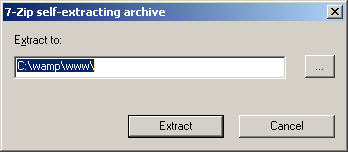 7-Zip self-extracting archive
Extract to:
C:\wamp\www\
...
Extract
Cancel